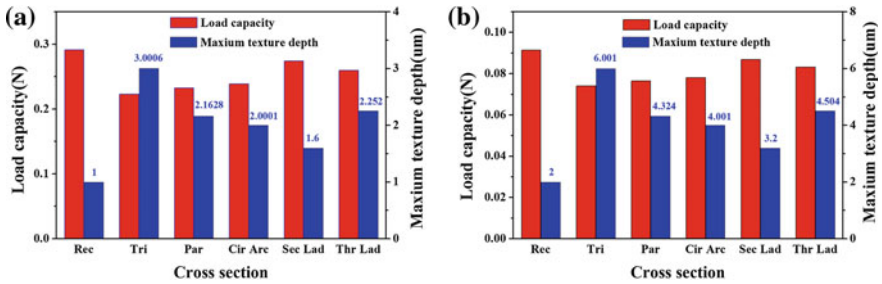 (a)
Load capacity
Maxium texture depth
Load capacity(N)
0.3
0.2
0.1
0.0
4
3
2
1
0
Maxium texture depth(um)
1
3.0006
2.1628
2.0001
1.6
2.252
Rec Tri Par Cir Arc Sec Lad Thr Lad
Cross section
(b)
Load capacity
Maxium texture depth
Load capacity(N)
0.10
0.08
0.06
0.04
0.02
0.00
8
6
4
2
0
Maxium texture depth(um)
2
6.001
4.324
4.001
3.2
4.504
Rec Tri Par Cir Arc Sec Lad Thr Lad
Cross section